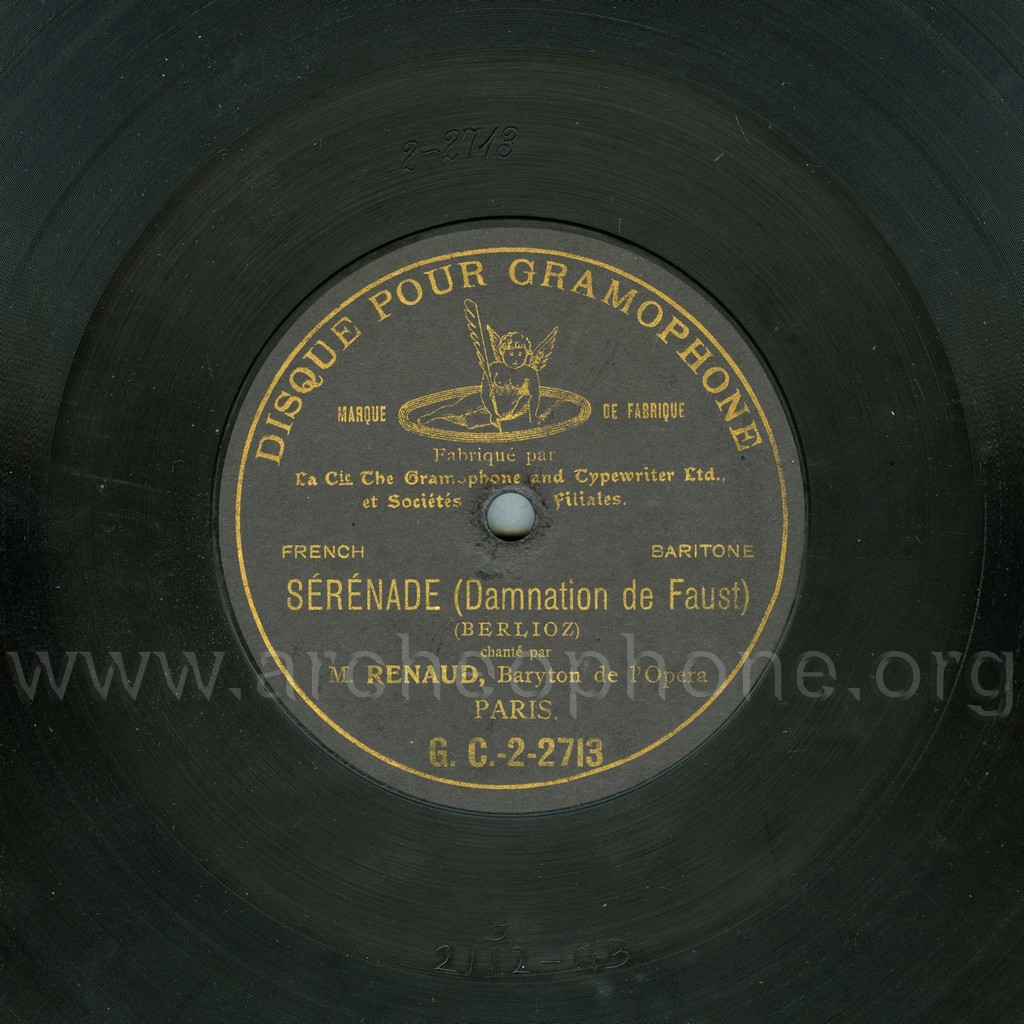 2-2713
DISQUE POUR GRAMOPHONE
MARQUE DE FABRIQUE
Fabriqué par
La Cie The Gramophone and Typewriter Ltd.,
et Sociétés Filiales.
FRENCH BARITONE
SÉRÉNADE (Damnation de Faust)
(BERLIOZ)
chanté par
www.archeophone.org
M. RENAUD, Baryton de l'Opera
PARIS.
G. C.-2-2713